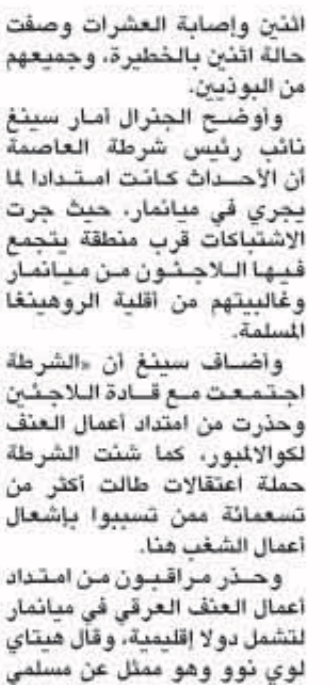 اثنين وإصابة العشرات وصفت
حالة اثنين بالخطيرة، وجميعهم
من البوذيين.
وأوضح الجنرال أمار سينغ
نائب رئيس شرطة العاصمة
أن الأحداث كانت امتدادا لما
يجري في ميانمار، حيث جرت
الاشتباكات قرب منطقة يتجمع
فيها اللاجئون من ميانمار
وغالبيتهم من أقلية الروهينغا
المسلمة.
وأضاف سينغ أن «الشرطة
اجتمعت مع قادة اللاجئين
وحذرت من امتداد أعمال العنف
لكوالالمبور، كما شنت الشرطة
حملة اعتقالات طالت أكثر من
تسعمائة ممن تسببوا بإشعال
أعمال الشغب هنا.
وحذر مراقبون من امتداد
أعمال العنف العرقي في ميانمار
لتشمل دولا إقليمية، وقال هيتاي
لوي نوو وهو ممثل عن مسلمي